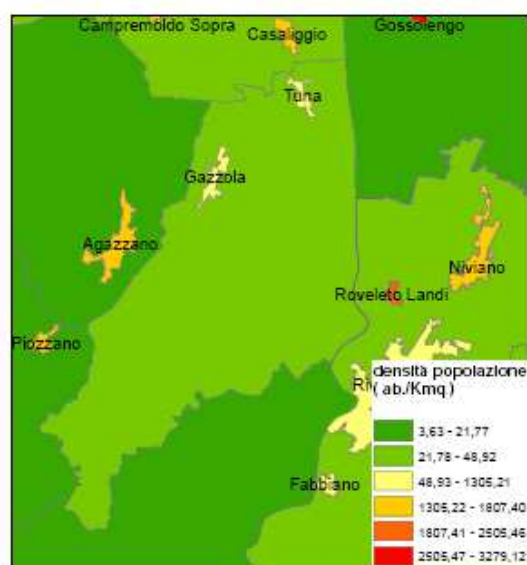 Campremoldo Sopra
Gossolengo
Casaliggio
Tuna
Gazzola
Agazzano
Niviano
Roveleto Landi
Piozzano
Ri
Fabbiano
densità popolazione
( ab./Kmq )
3,63 - 21,77
21,78 - 48,92
48,93 - 1305,21
1305,22 - 1807,40
1807,41 - 2505,46
2505,47 - 3279,12